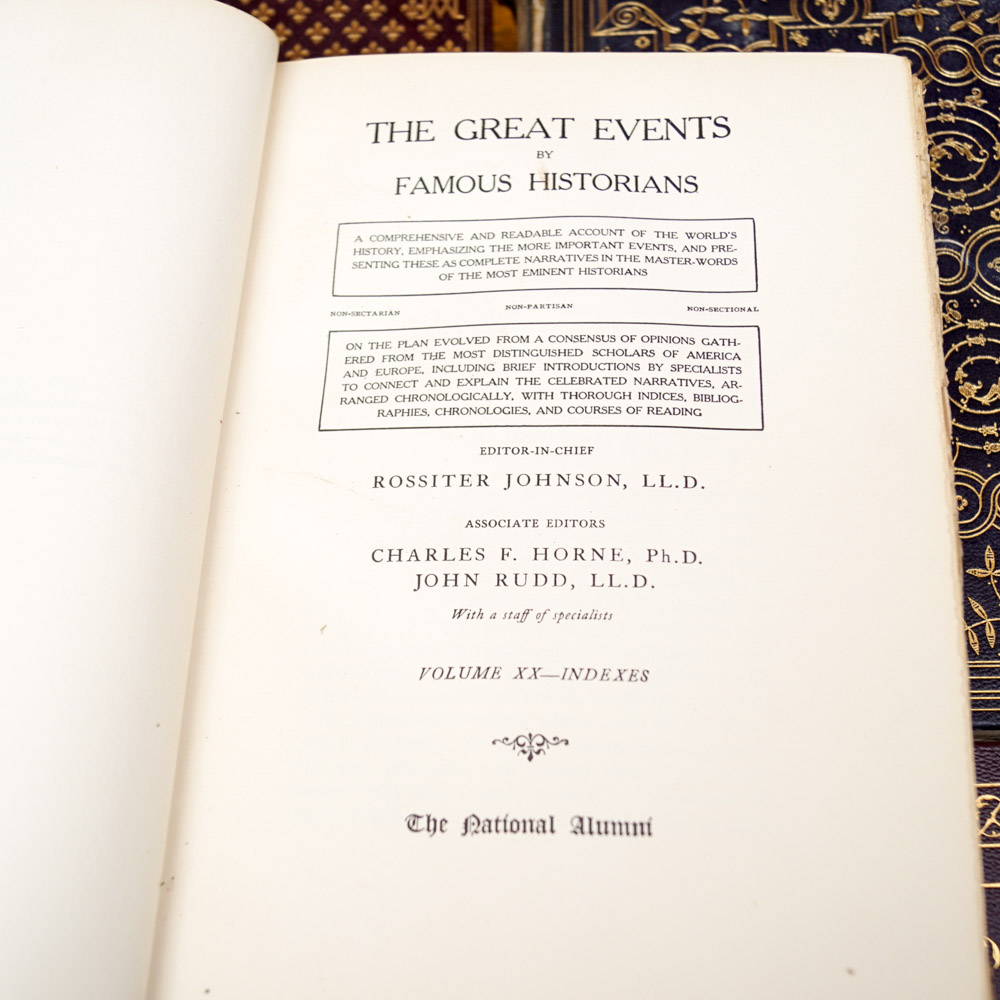 THE GREAT EVENTS
BY
FAMOUS HISTORIANS
A COMPREHENSIVE AND READABLE ACCOUNT OF THE WORLD'S
HISTORY, EMPHASIZING THE MORE IMPORTANT EVENTS, AND PRE-
SENTING THESE AS COMPLETE NARRATIVES IN THE MASTER-WORDS
OF THE MOST EMINENT HISTORIANS
NON-SECTARIAN NON-PARTISAN NON-SECTIONAL
ON THE PLAN EVOLVED FROM A CONSENSUS OF OPINIONS GATH-
ERED FROM THE MOST DISTINGUISHED SCHOLARS OF AMERICA
AND EUROPE, INCLUDING BRIEF INTRODUCTIONS BY SPECIALISTS
TO CONNECT AND EXPLAIN THE CELEBRATED NARRATIVES, AR-
RANGED CHRONOLOGICALLY, WITH THOROUGH INDICES, BIBLIOG-
RAPHIES, CHRONOLOGIES, AND COURSES OF READING
EDITOR-IN-CHIEF
ROSSITER JOHNSON, LL.D.
ASSOCIATE EDITORS
CHARLES F. HORNE, Ph.D.
JOHN RUDD, LL.D.
With a staff of specialists
VOLUME XX—INDEXES
The National Alumni